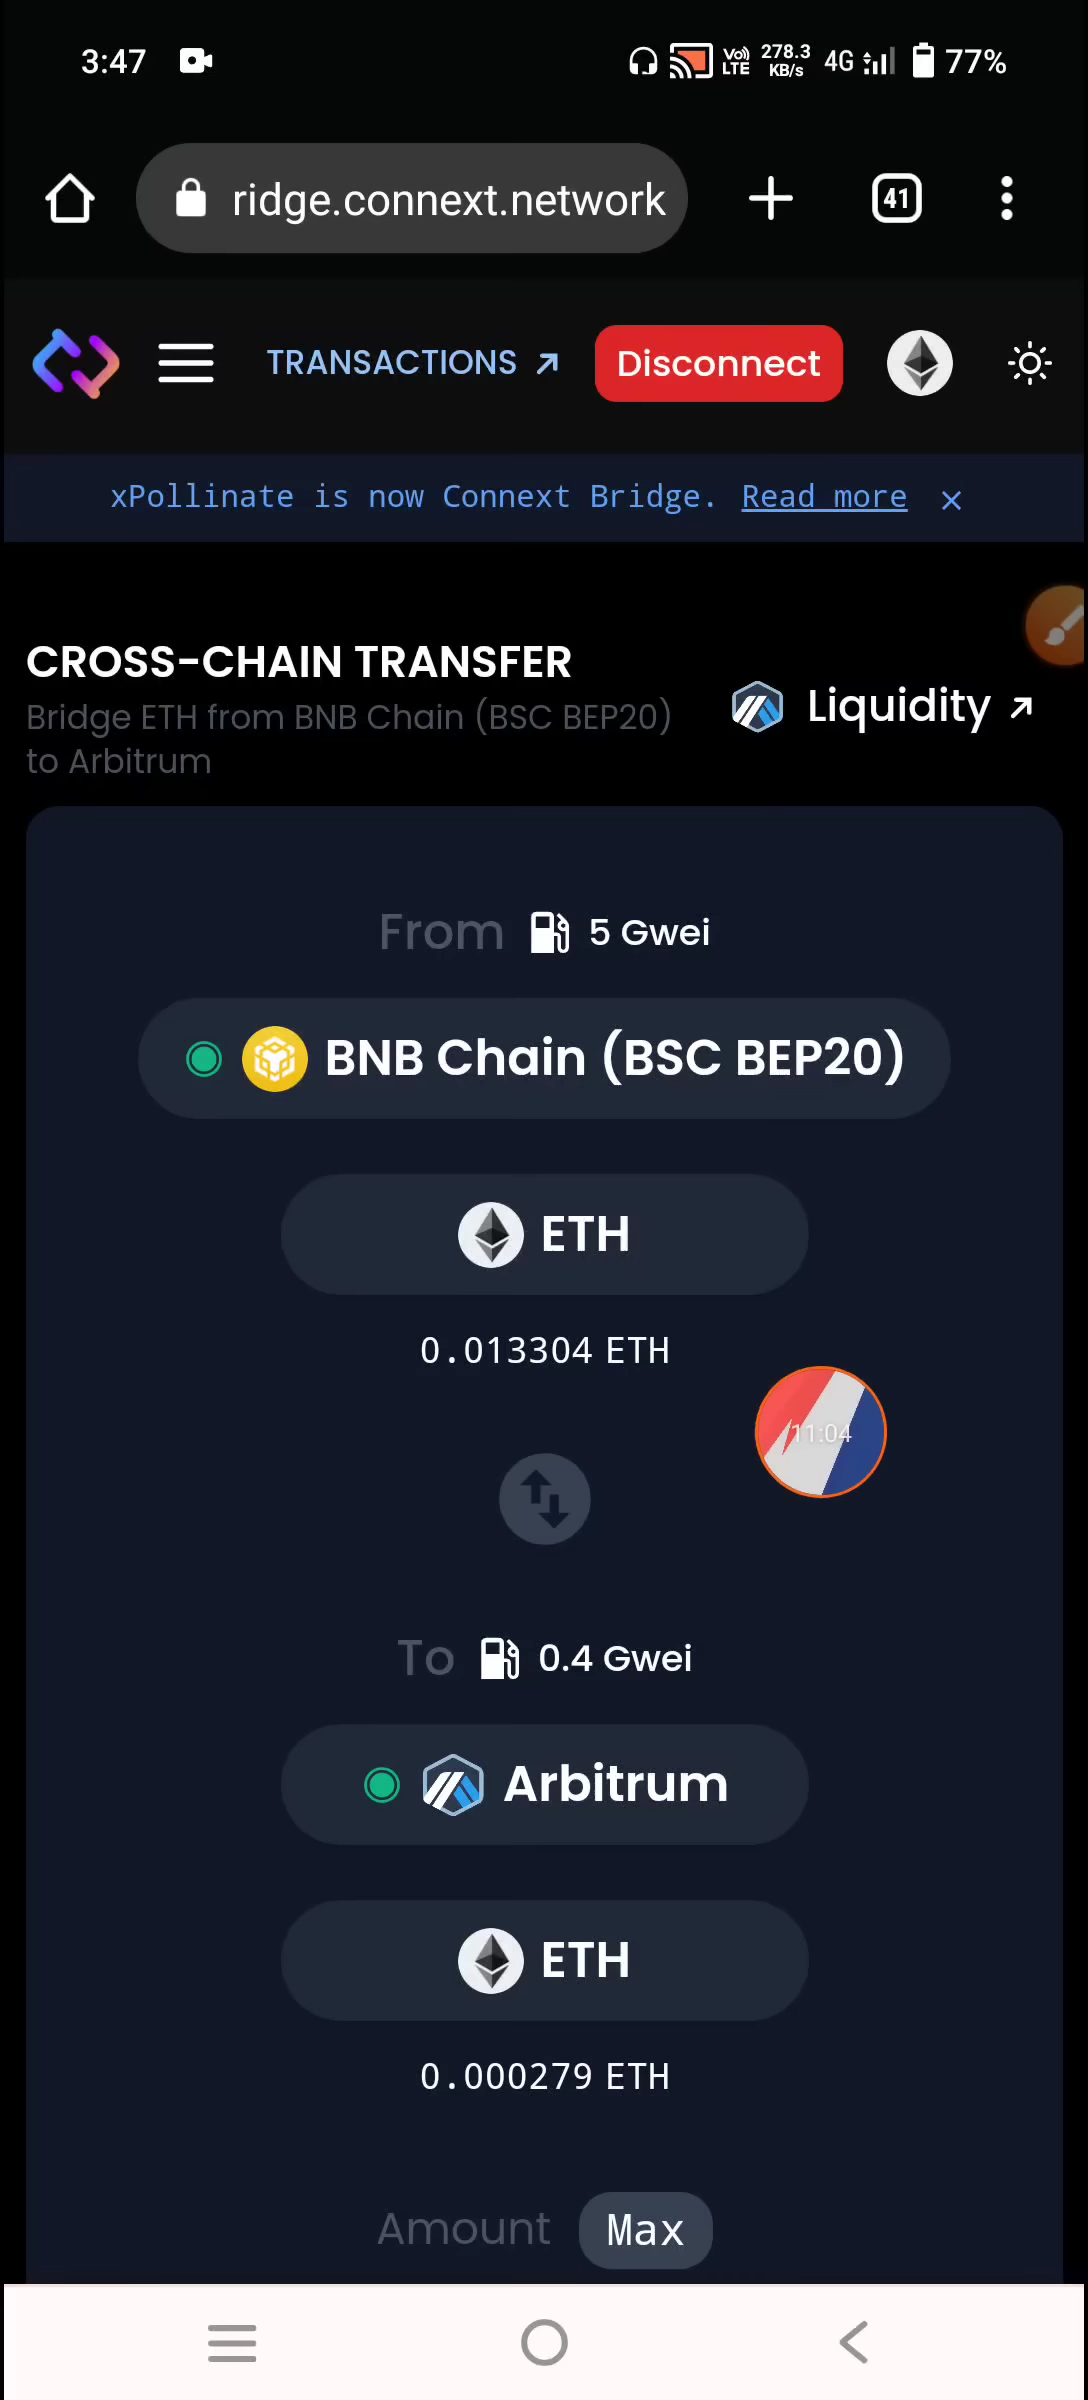 3:47
Vo) LTE
278.3 KB/s
4G
77%
ridge.connext.network
41
TRANSACTIONS
Disconnect
xPollinate is now Connext Bridge. Read more
CROSS-CHAIN TRANSFER
Bridge ETH from BNB Chain (BSC BEP20)
to Arbitrum
Liquidity
From 5 Gwei
BNB Chain (BSC BEP20)
ETH
0.013304 ETH
11:04
To 0.4 Gwei
Arbitrum
ETH
0.000279 ETH
Amount Max